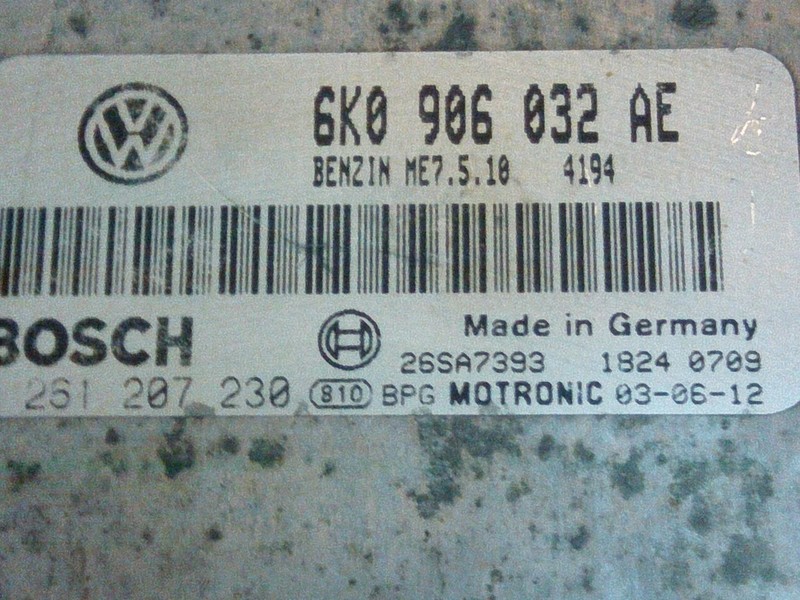 VW
6K0 906 032 AE
BENZIN ME7.5.10 4194
BOSCH
Made in Germany
26SA7393 1824 0709
261 207 230 810 BPG MOTRONIC 03-06-12